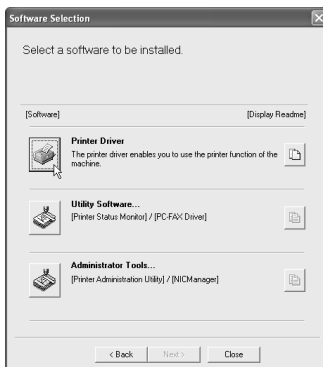 Software Selection
Select a software to be installed.
[Software] [Display Readme]
Printer Driver
The printer driver enables you to use the printer function of the
machine.
Utility Software...
[Printer Status Monitor] / [PC-FAX Driver]
Administrator Tools...
[Printer Administration Utility] / [NICManager]
< Back Next > Close